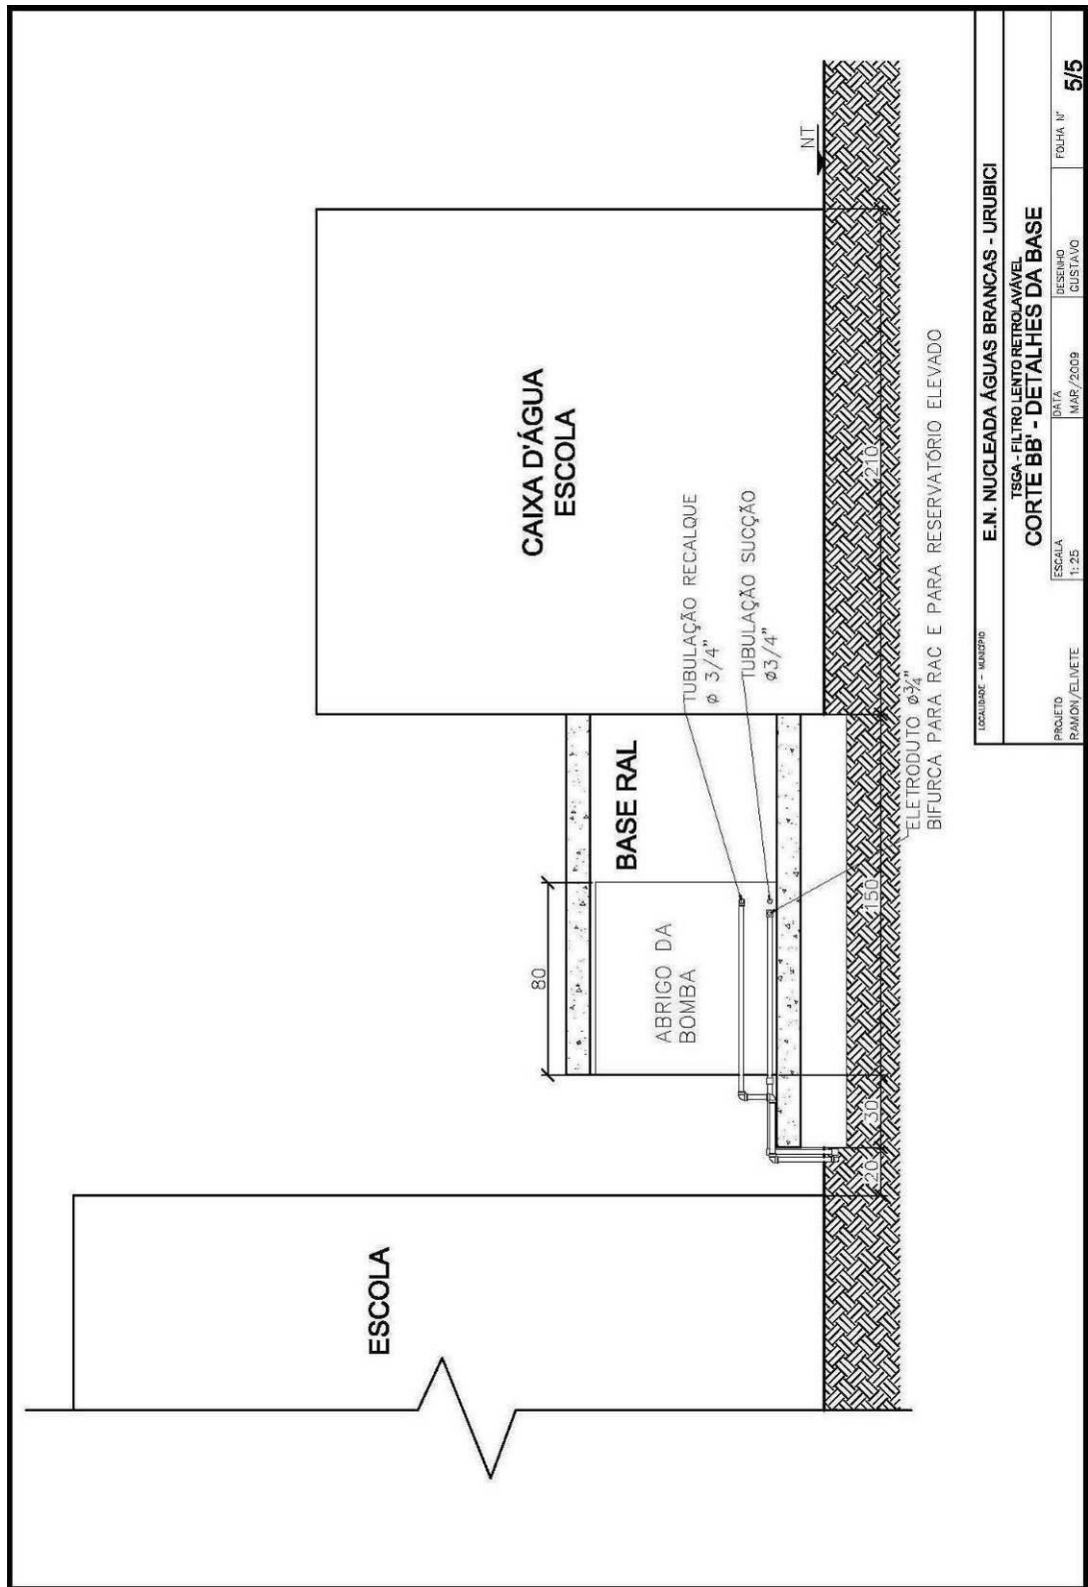 ESCOLA
80
ABRIGO DA
BOMBA
BASE RAL
CAIXA D'ÁGUA
ESCOLA
TUBULAÇÃO RECALQUE
ø 3/4"
TUBULAÇÃO SUCÇÃO
ø3/4"
NT
20
30
150
210
ELETRODUTO ø¾"
BIFURCA PARA RAC E PARA RESERVATÓRIO ELEVADO
LOCALIDADE - MUNICÍPIO
E.N. NUCLEADA ÁGUAS BRANCAS - URUBICI
TSGA - FILTRO LENTO RETROLAVÁVEL
CORTE BB' - DETALHES DA BASE
PROJETO
RAMON/ELIVETE
ESCALA
1:25
DATA
MAR/2009
DESENHO
GUSTAVO
FOLHA Nº
5/5